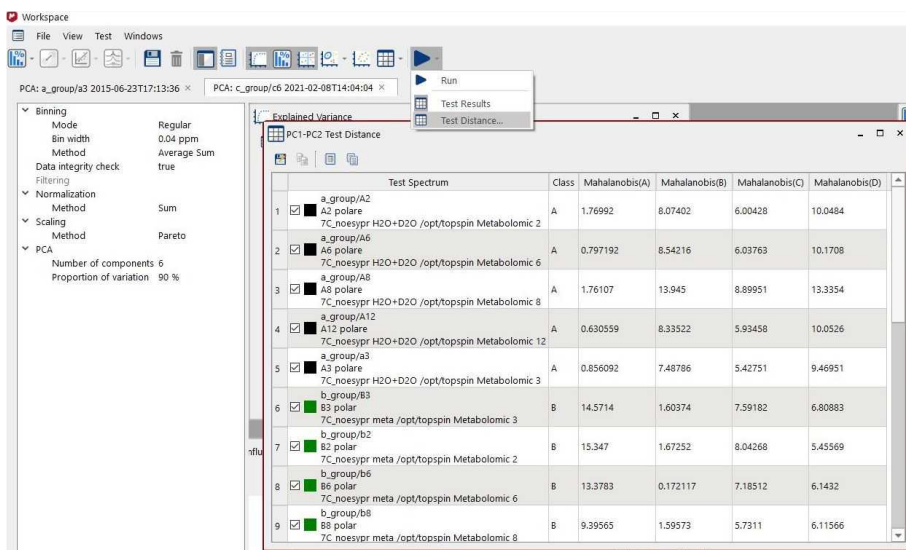 Workspace
File View Test Windows
PCA: a_group/a3 2015-06-23T17:13:36 ×
PCA: c_group/c6 2021-02-08T14:04:04 ×
Run
Test Results
Test Distance...
Binning
Mode Regular
Bin width 0.04 ppm
Method Average Sum
Data integrity check true
Filtering
Normalization
Method Sum
Scaling
Method Pareto
PCA
Number of components 6
Proportion of variation 90 %
Explained Variance
PC1-PC2 Test Distance
Test Spectrum Class Mahalanobis(A) Mahalanobis(B) Mahalanobis(C) Mahalanobis(D)
a_group/A2
1 A2 polare A 1.76992 8.07402 6.00428 10.0484
7C_noesypr H2O+D2O /opt/topspin Metabolomic 2
a_group/A6
2 A6 polare A 0.797192 8.54216 6.03763 10.1708
7C_noesypr H2O+D2O /opt/topspin Metabolomic 6
a_group/A8
3 A8 polare A 1.76107 13.945 8.89951 13.3354
7C_noesypr H2O+D2O /opt/topspin Metabolomic 8
a_group/A12
4 A12 polare A 0.630559 8.33522 5.93458 10.0526
7C_noesypr H2O+D2O /opt/topspin Metabolomic 12
a_group/a3
5 A3 polare A 0.856092 7.48786 5.42751 9.46951
7C_noesypr H2O+D2O /opt/topspin Metabolomic 3
b_group/B3
6 B3 polar B 14.5714 1.60374 7.59182 6.80883
7C_noesypr meta /opt/topspin Metabolomic 3
b_group/b2
7 B2 polar B 15.347 1.67252 8.04268 5.45569
7C_noesypr meta /opt/topspin Metabolomic 2
b_group/b6
8 B6 polar B 13.3783 0.172117 7.18512 6.1432
7C_noesypr meta /opt/topspin Metabolomic 6
b_group/b8
9 B8 polar B 9.39565 1.59573 5.7311 6.11566
7C_noesypr meta /opt/topspin Metabolomic 8